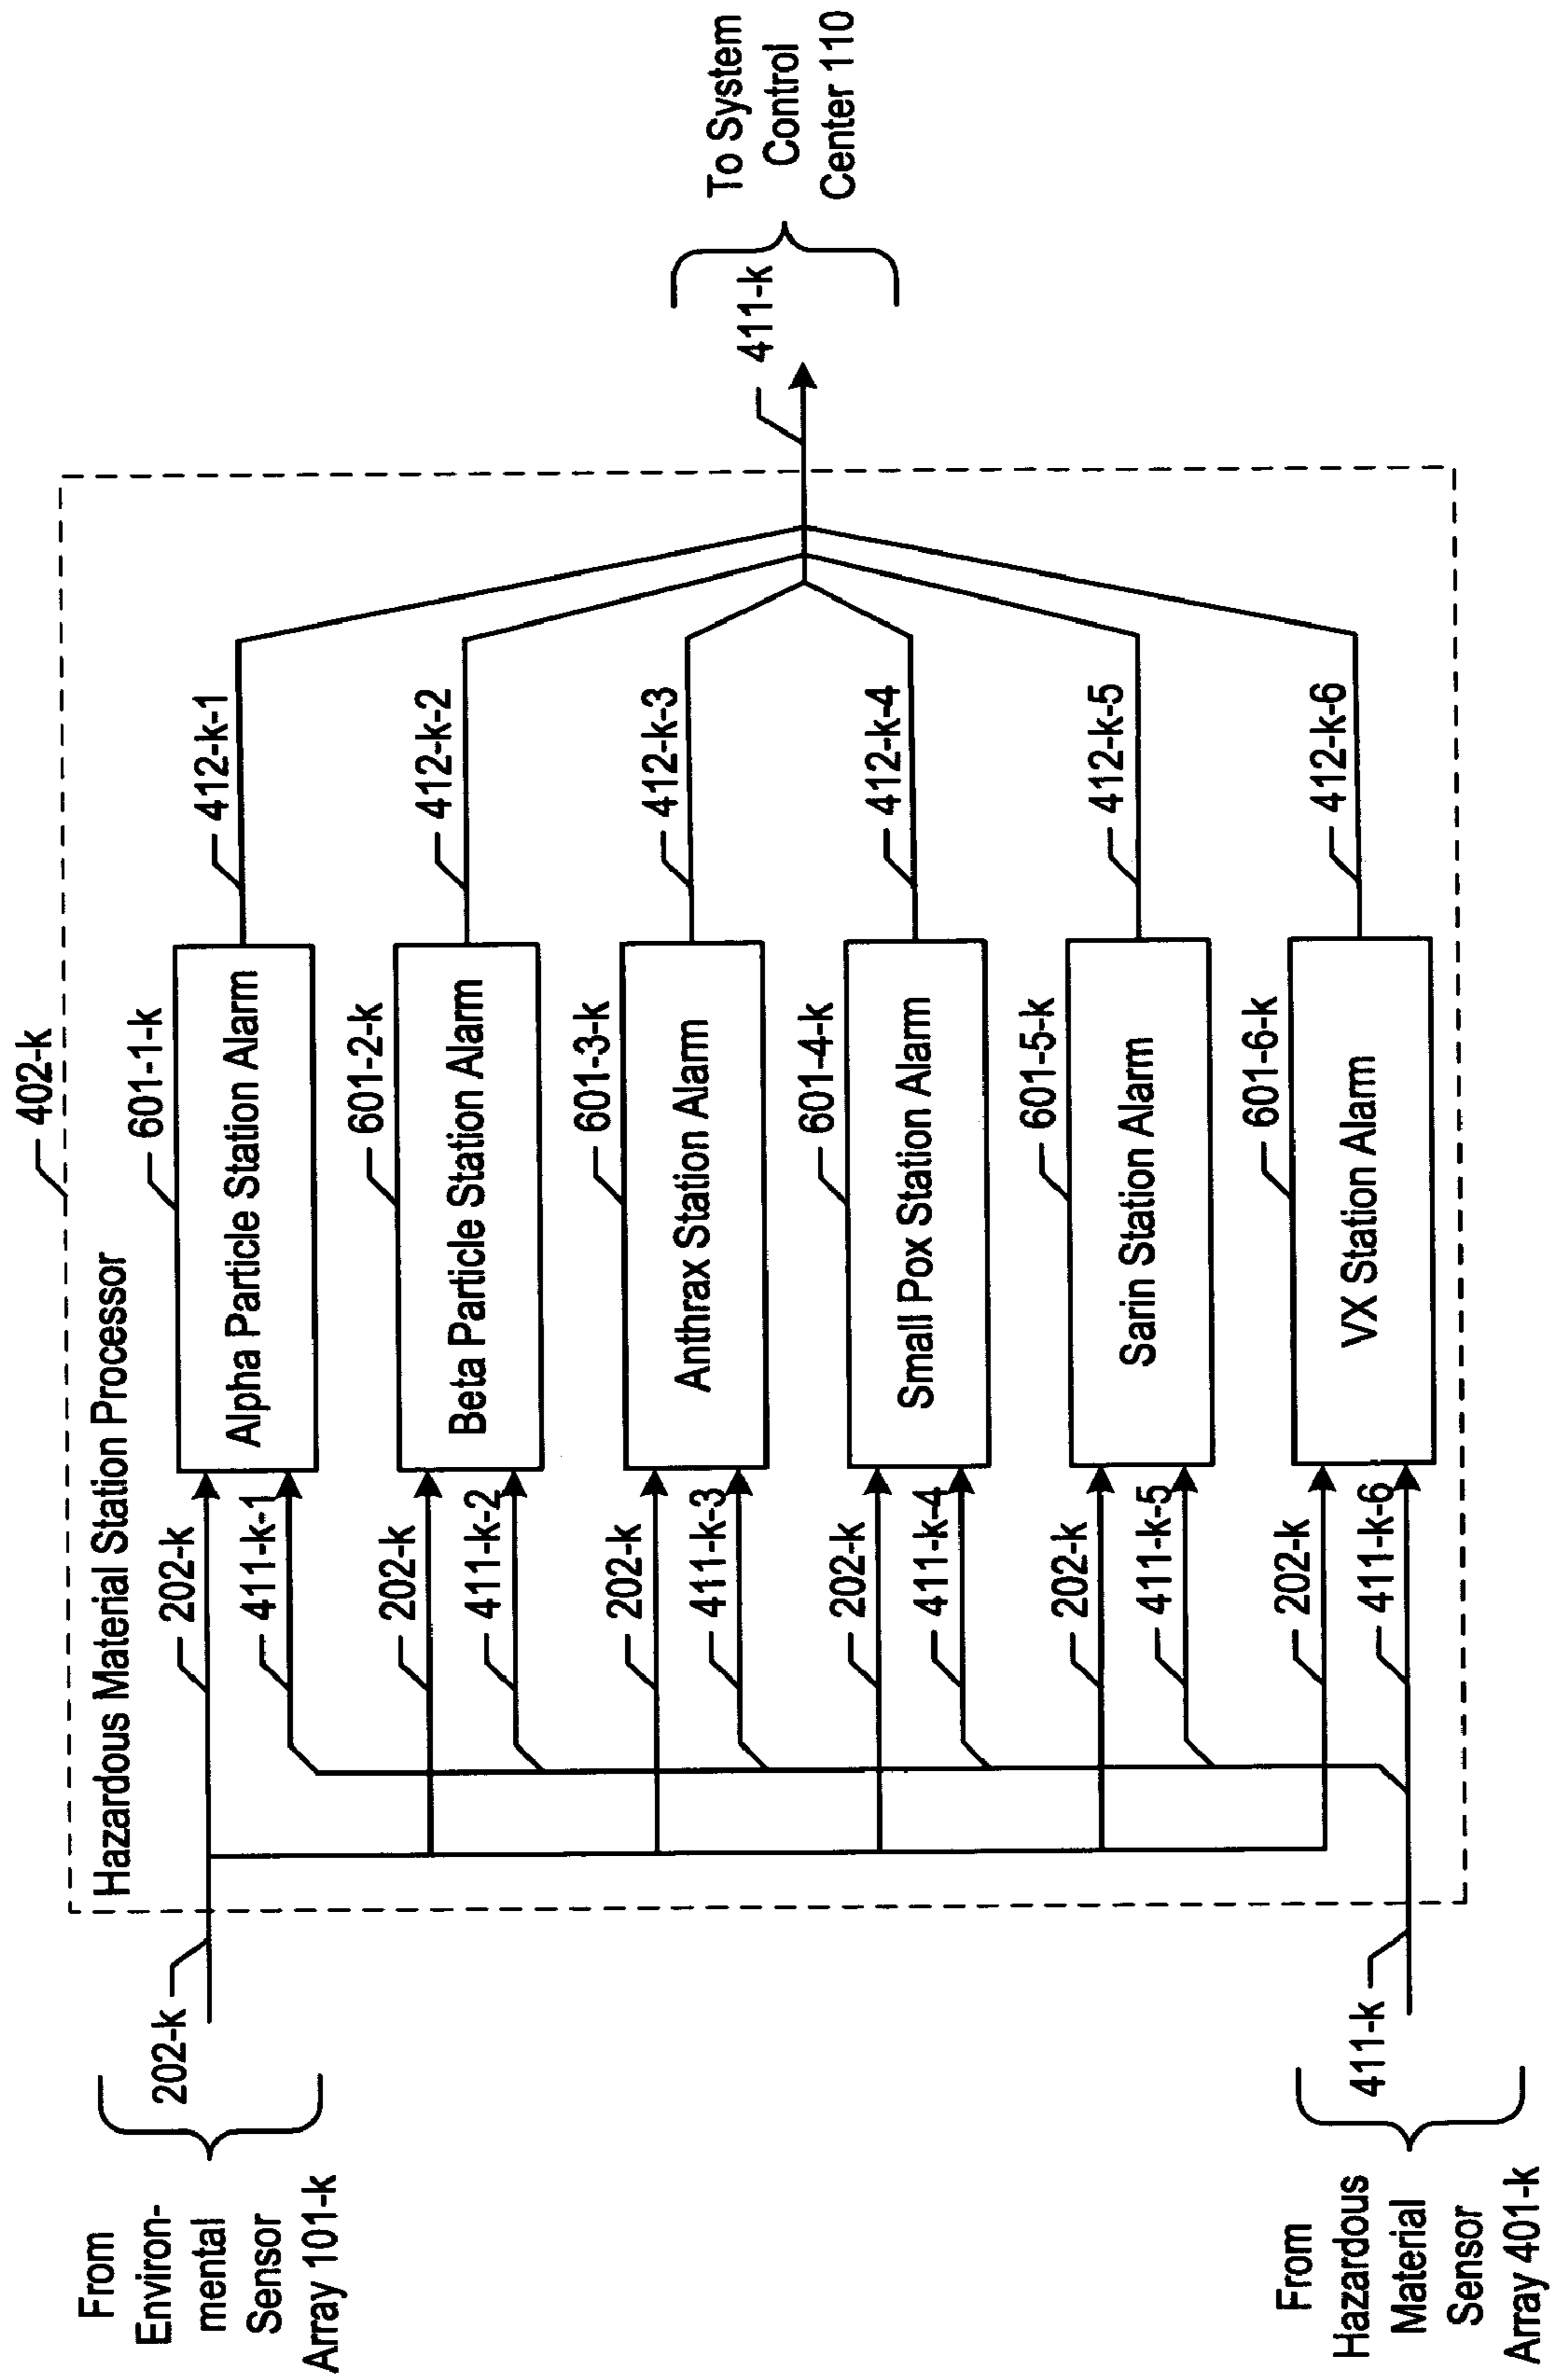 402-k
Hazardous Material Station Processor
From
Environ-
mental
Sensor
Array 101-k
202-k
202-k
411-k-1
601-1-k
Alpha Particle Station Alarm
412-k-1
202-k
411-k-2
601-2-k
Beta Particle Station Alarm
412-k-2
202-k
411-k-3
601-3-k
Anthrax Station Alarm
412-k-3
202-k
411-k-4
601-4-k
Small Pox Station Alarm
412-k-4
202-k
411-k-5
601-5-k
Sarin Station Alarm
412-k-5
202-k
411-k-6
601-6-k
VX Station Alarm
412-k-6
From
Hazardous
Material
Sensor
Array 401-k
411-k
411-k
To System
Control
Center 110